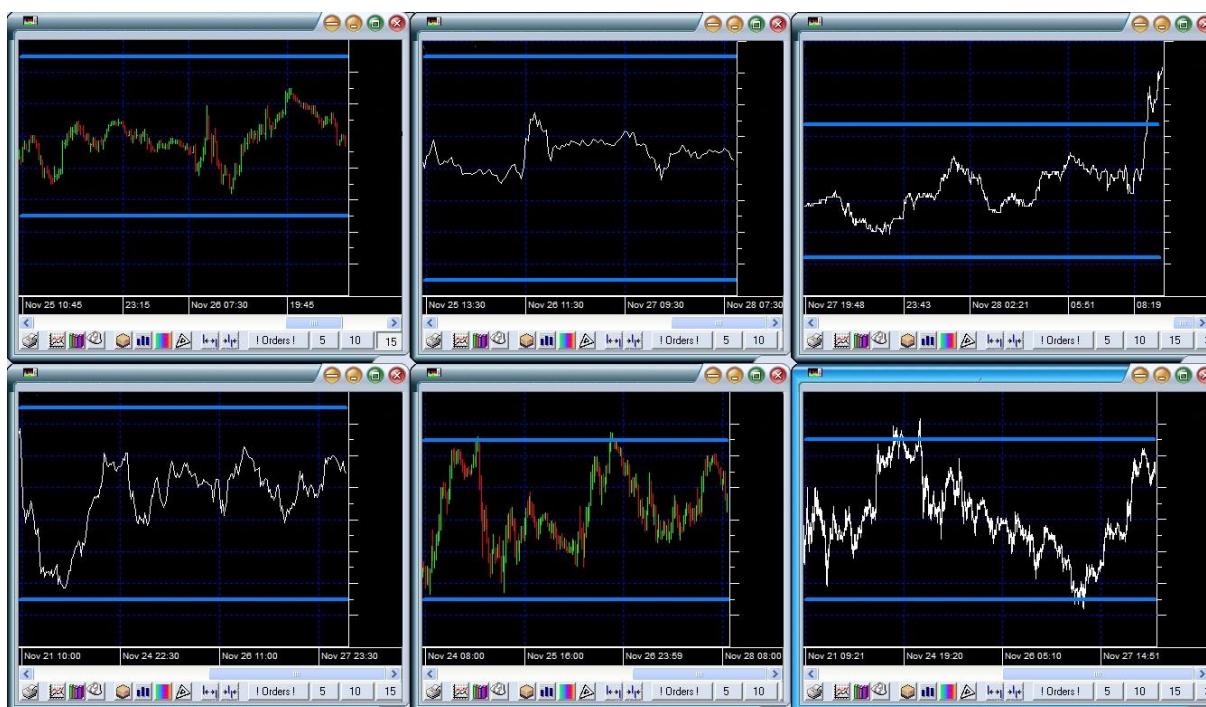 Nov 25 10:45 23:15 Nov 26 07:30 19:45
! Orders ! 5 10 15
Nov 25 13:30 Nov 26 11:30 Nov 27 09:30 Nov 28 07:30
! Orders ! 5 10
Nov 27 19:48 23:43 Nov 28 02:21 05:51 08:19
! Orders ! 5 10 15
Nov 21 10:00 Nov 24 22:30 Nov 26 11:00 Nov 27 23:30
! Orders ! 5 10 15
Nov 24 08:00 Nov 25 16:00 Nov 26 23:59 Nov 28 08:00
! Orders ! 5 10
Nov 21 09:21 Nov 24 19:20 Nov 26 05:10 Nov 27 14:51
! Orders ! 5 10 15